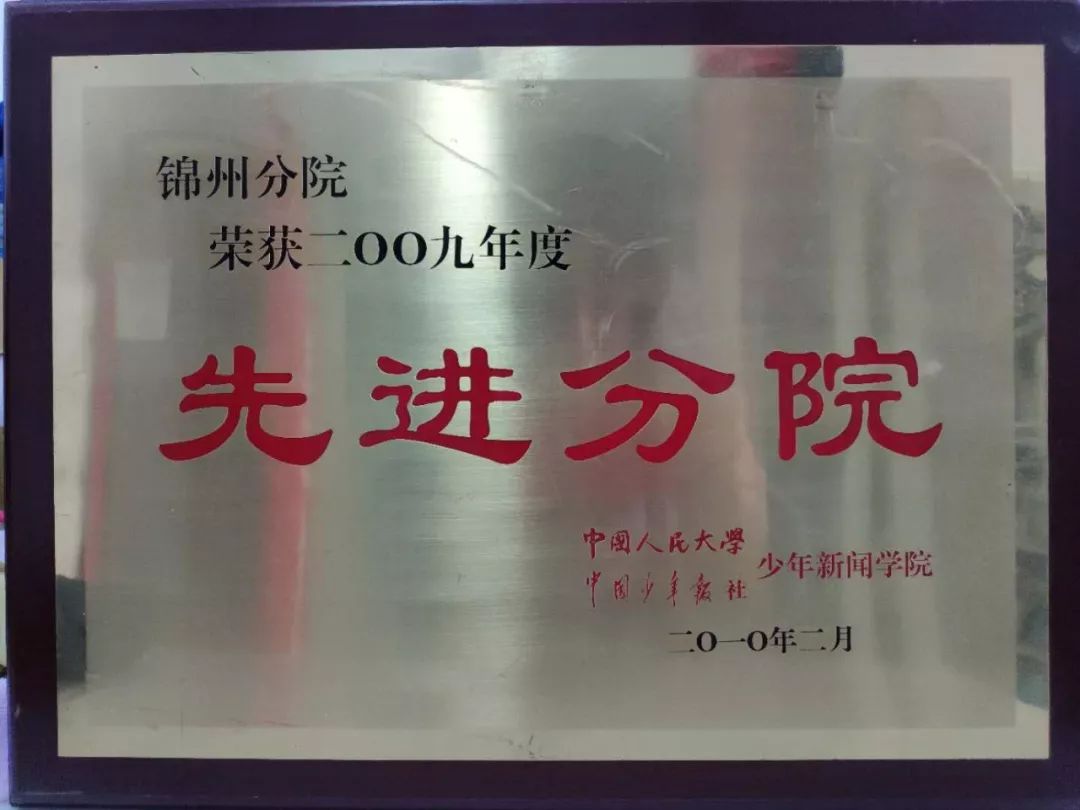 锦州分院
荣获二OO九年度
先进分院
中国人民大学
中国少年报社
少年新闻学院
二O一O年二月